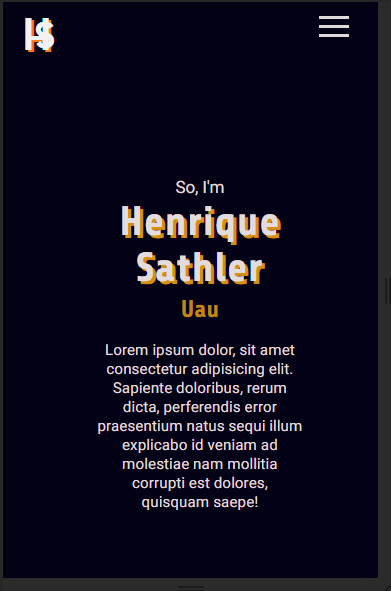 HS
So, I'm
Henrique
Sathler
Uau
Lorem ipsum dolor, sit amet
consectetur adipisicing elit.
Sapiente doloribus, rerum
dicta, perferendis error
praesentium natus sequi illum
explicabo id veniam ad
molestiae nam mollitia
corrupti est dolores,
quisquam saepe!